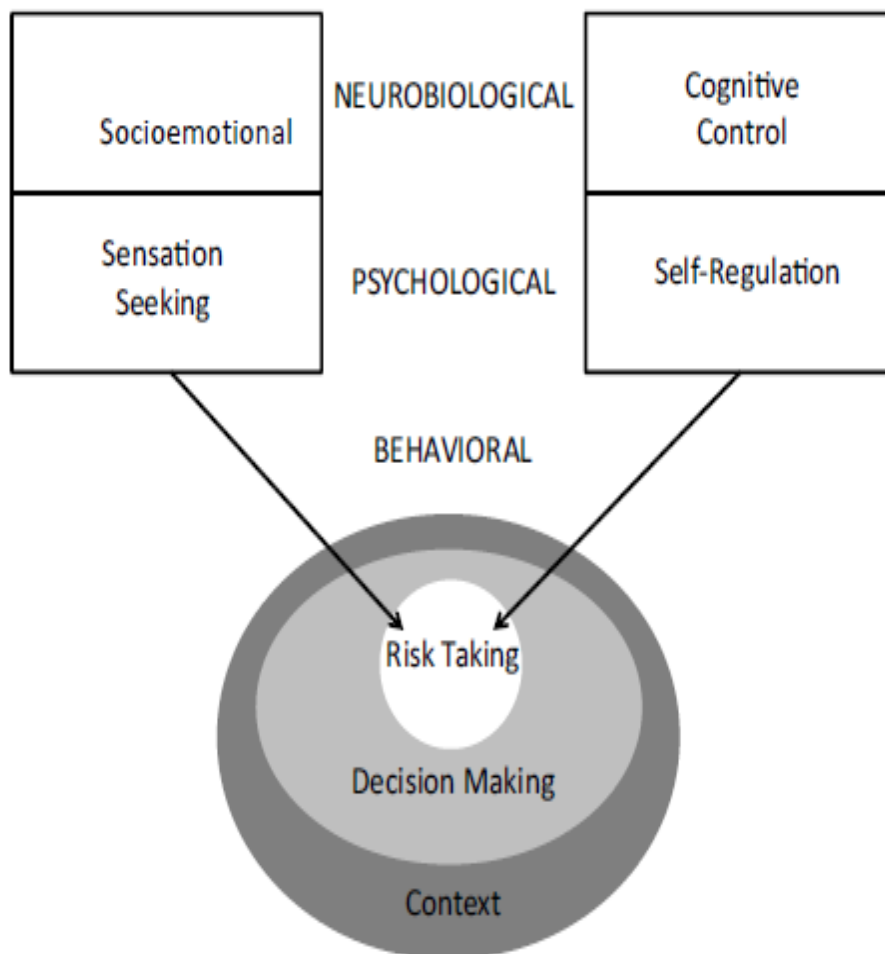 Socioemotional
NEUROBIOLOGICAL
Cognitive
Control
Sensation
Seeking
PSYCHOLOGICAL
Self-Regulation
BEHAVIORAL
Risk Taking
Decision Making
Context